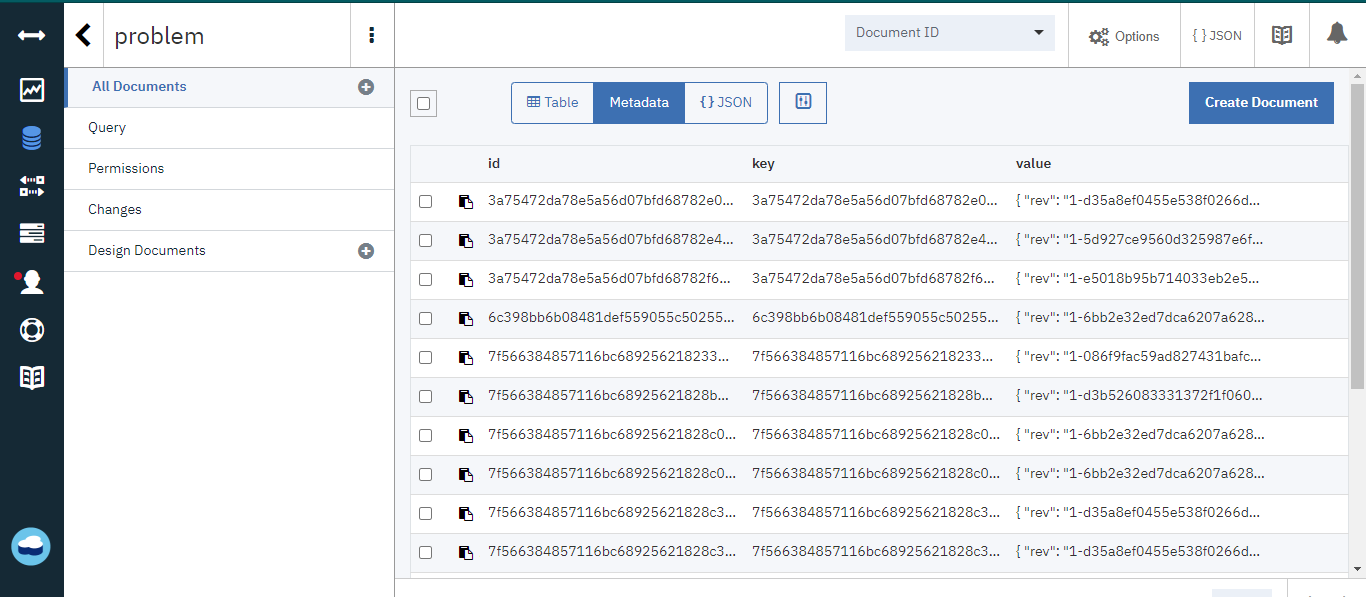 problem
Document ID
Options
{ } JSON
All Documents
Query
Permissions
Changes
Design Documents
Table
Metadata
{ } JSON
Create Document
id key value
3a75472da78e5a56d07bfd68782e0... 3a75472da78e5a56d07bfd68782e0... { "rev": "1-d35a8ef0455e538f0266d...
3a75472da78e5a56d07bfd68782e4... 3a75472da78e5a56d07bfd68782e4... { "rev": "1-5d927ce9560d325987e6f...
3a75472da78e5a56d07bfd68782f6... 3a75472da78e5a56d07bfd68782f6... { "rev": "1-e5018b95b714033eb2e5...
6c398bb6b08481def559055c50255... 6c398bb6b08481def559055c50255... { "rev": "1-6bb2e32ed7dca6207a628...
7f566384857116bc689256218233... 7f566384857116bc689256218233... { "rev": "1-086f9fac59ad827431bafc...
7f566384857116bc68925621828b... 7f566384857116bc68925621828b... { "rev": "1-d3b526083331372f1f060...
7f566384857116bc68925621828c0... 7f566384857116bc68925621828c0... { "rev": "1-6bb2e32ed7dca6207a628...
7f566384857116bc68925621828c0... 7f566384857116bc68925621828c0... { "rev": "1-6bb2e32ed7dca6207a628...
7f566384857116bc68925621828c3... 7f566384857116bc68925621828c3... { "rev": "1-d35a8ef0455e538f0266d...
7f566384857116bc68925621828c3... 7f566384857116bc68925621828c3... { "rev": "1-d35a8ef0455e538f0266d...